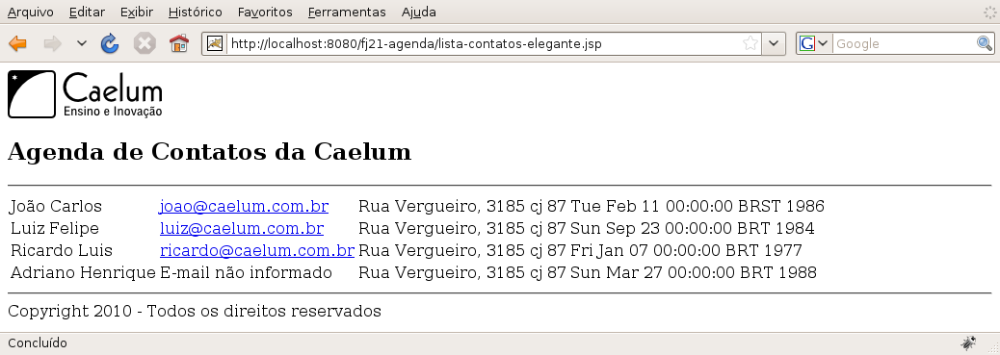 Arquivo Editar Exibir Histórico Favoritos Ferramentas Ajuda
http://localhost:8080/fj21-agenda/lista-contatos-elegante.jsp G Google
Caelum
Ensino e Inovação
Agenda de Contatos da Caelum
João Carlos joao@caelum.com.br Rua Vergueiro, 3185 cj 87 Tue Feb 11 00:00:00 BRST 1986
Luiz Felipe luiz@caelum.com.br Rua Vergueiro, 3185 cj 87 Sun Sep 23 00:00:00 BRT 1984
Ricardo Luis ricardo@caelum.com.br Rua Vergueiro, 3185 cj 87 Fri Jan 07 00:00:00 BRT 1977
Adriano Henrique E-mail não informado Rua Vergueiro, 3185 cj 87 Sun Mar 27 00:00:00 BRT 1988
Copyright 2010 - Todos os direitos reservados
Concluído